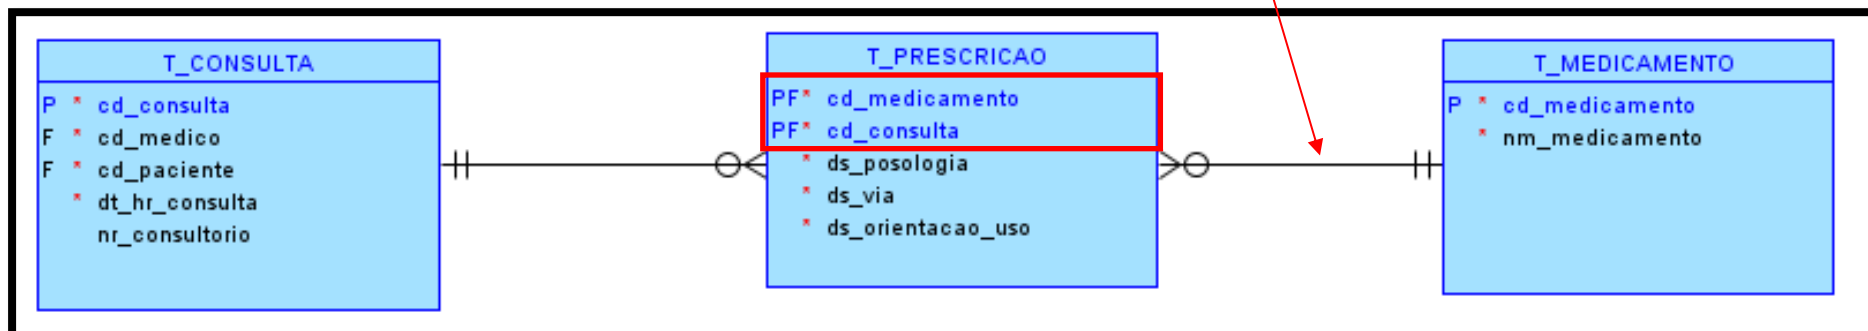 T_CONSULTA
P * cd_consulta
F * cd_medico
F * cd_paciente
* dt_hr_consulta
nr_consultorio
T_PRESCRICAO
PF* cd_medicamento
PF* cd_consulta
* ds_posologia
* ds_via
* ds_orientacao_uso
T_MEDICAMENTO
P * cd_medicamento
* nm_medicamento